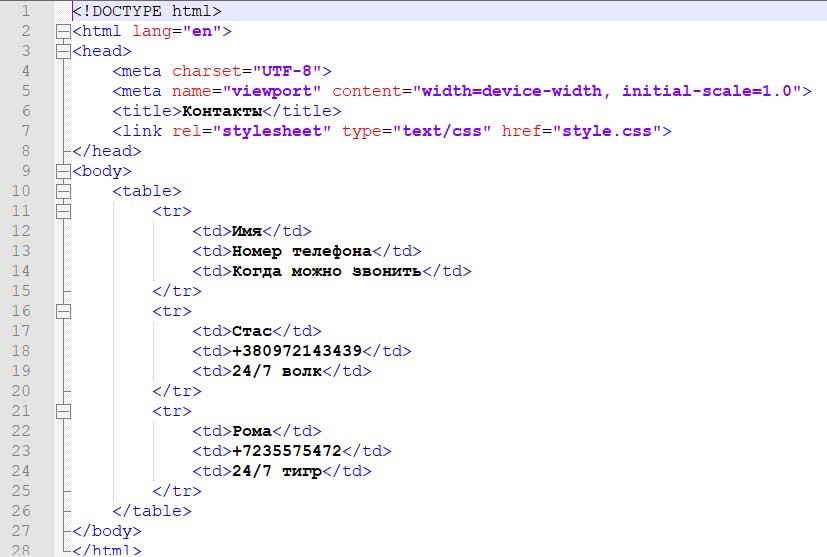 1 <!DOCTYPE html>
2 <html lang="en">
3 <head>
4 <meta charset="UTF-8">
5 <meta name="viewport" content="width=device-width, initial-scale=1.0">
6 <title>Контакты</title>
7 <link rel="stylesheet" type="text/css" href="style.css">
8 </head>
9 <body>
10 <table>
11 <tr>
12 <td>Имя</td>
13 <td>Номер телефона</td>
14 <td>Когда можно звонить</td>
15 </tr>
16 <tr>
17 <td>Стас</td>
18 <td>+380972143439</td>
19 <td>24/7 волк</td>
20 </tr>
21 <tr>
22 <td>Рома</td>
23 <td>+7235575472</td>
24 <td>24/7 тигр</td>
25 </tr>
26 </table>
27 </body>
28 </html>